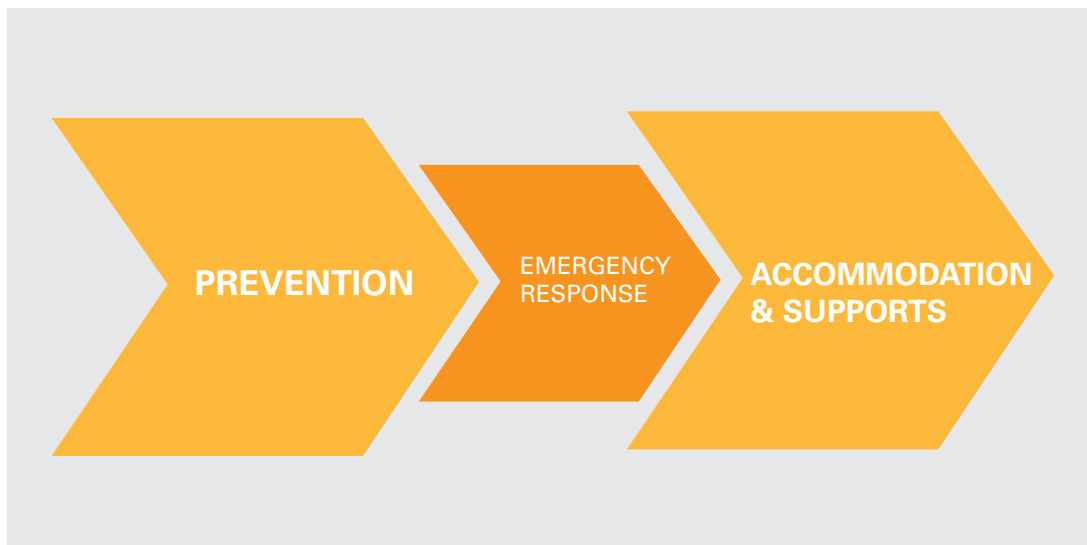 PREVENTION
EMERGENCY
RESPONSE
ACCOMMODATION
& SUPPORTS